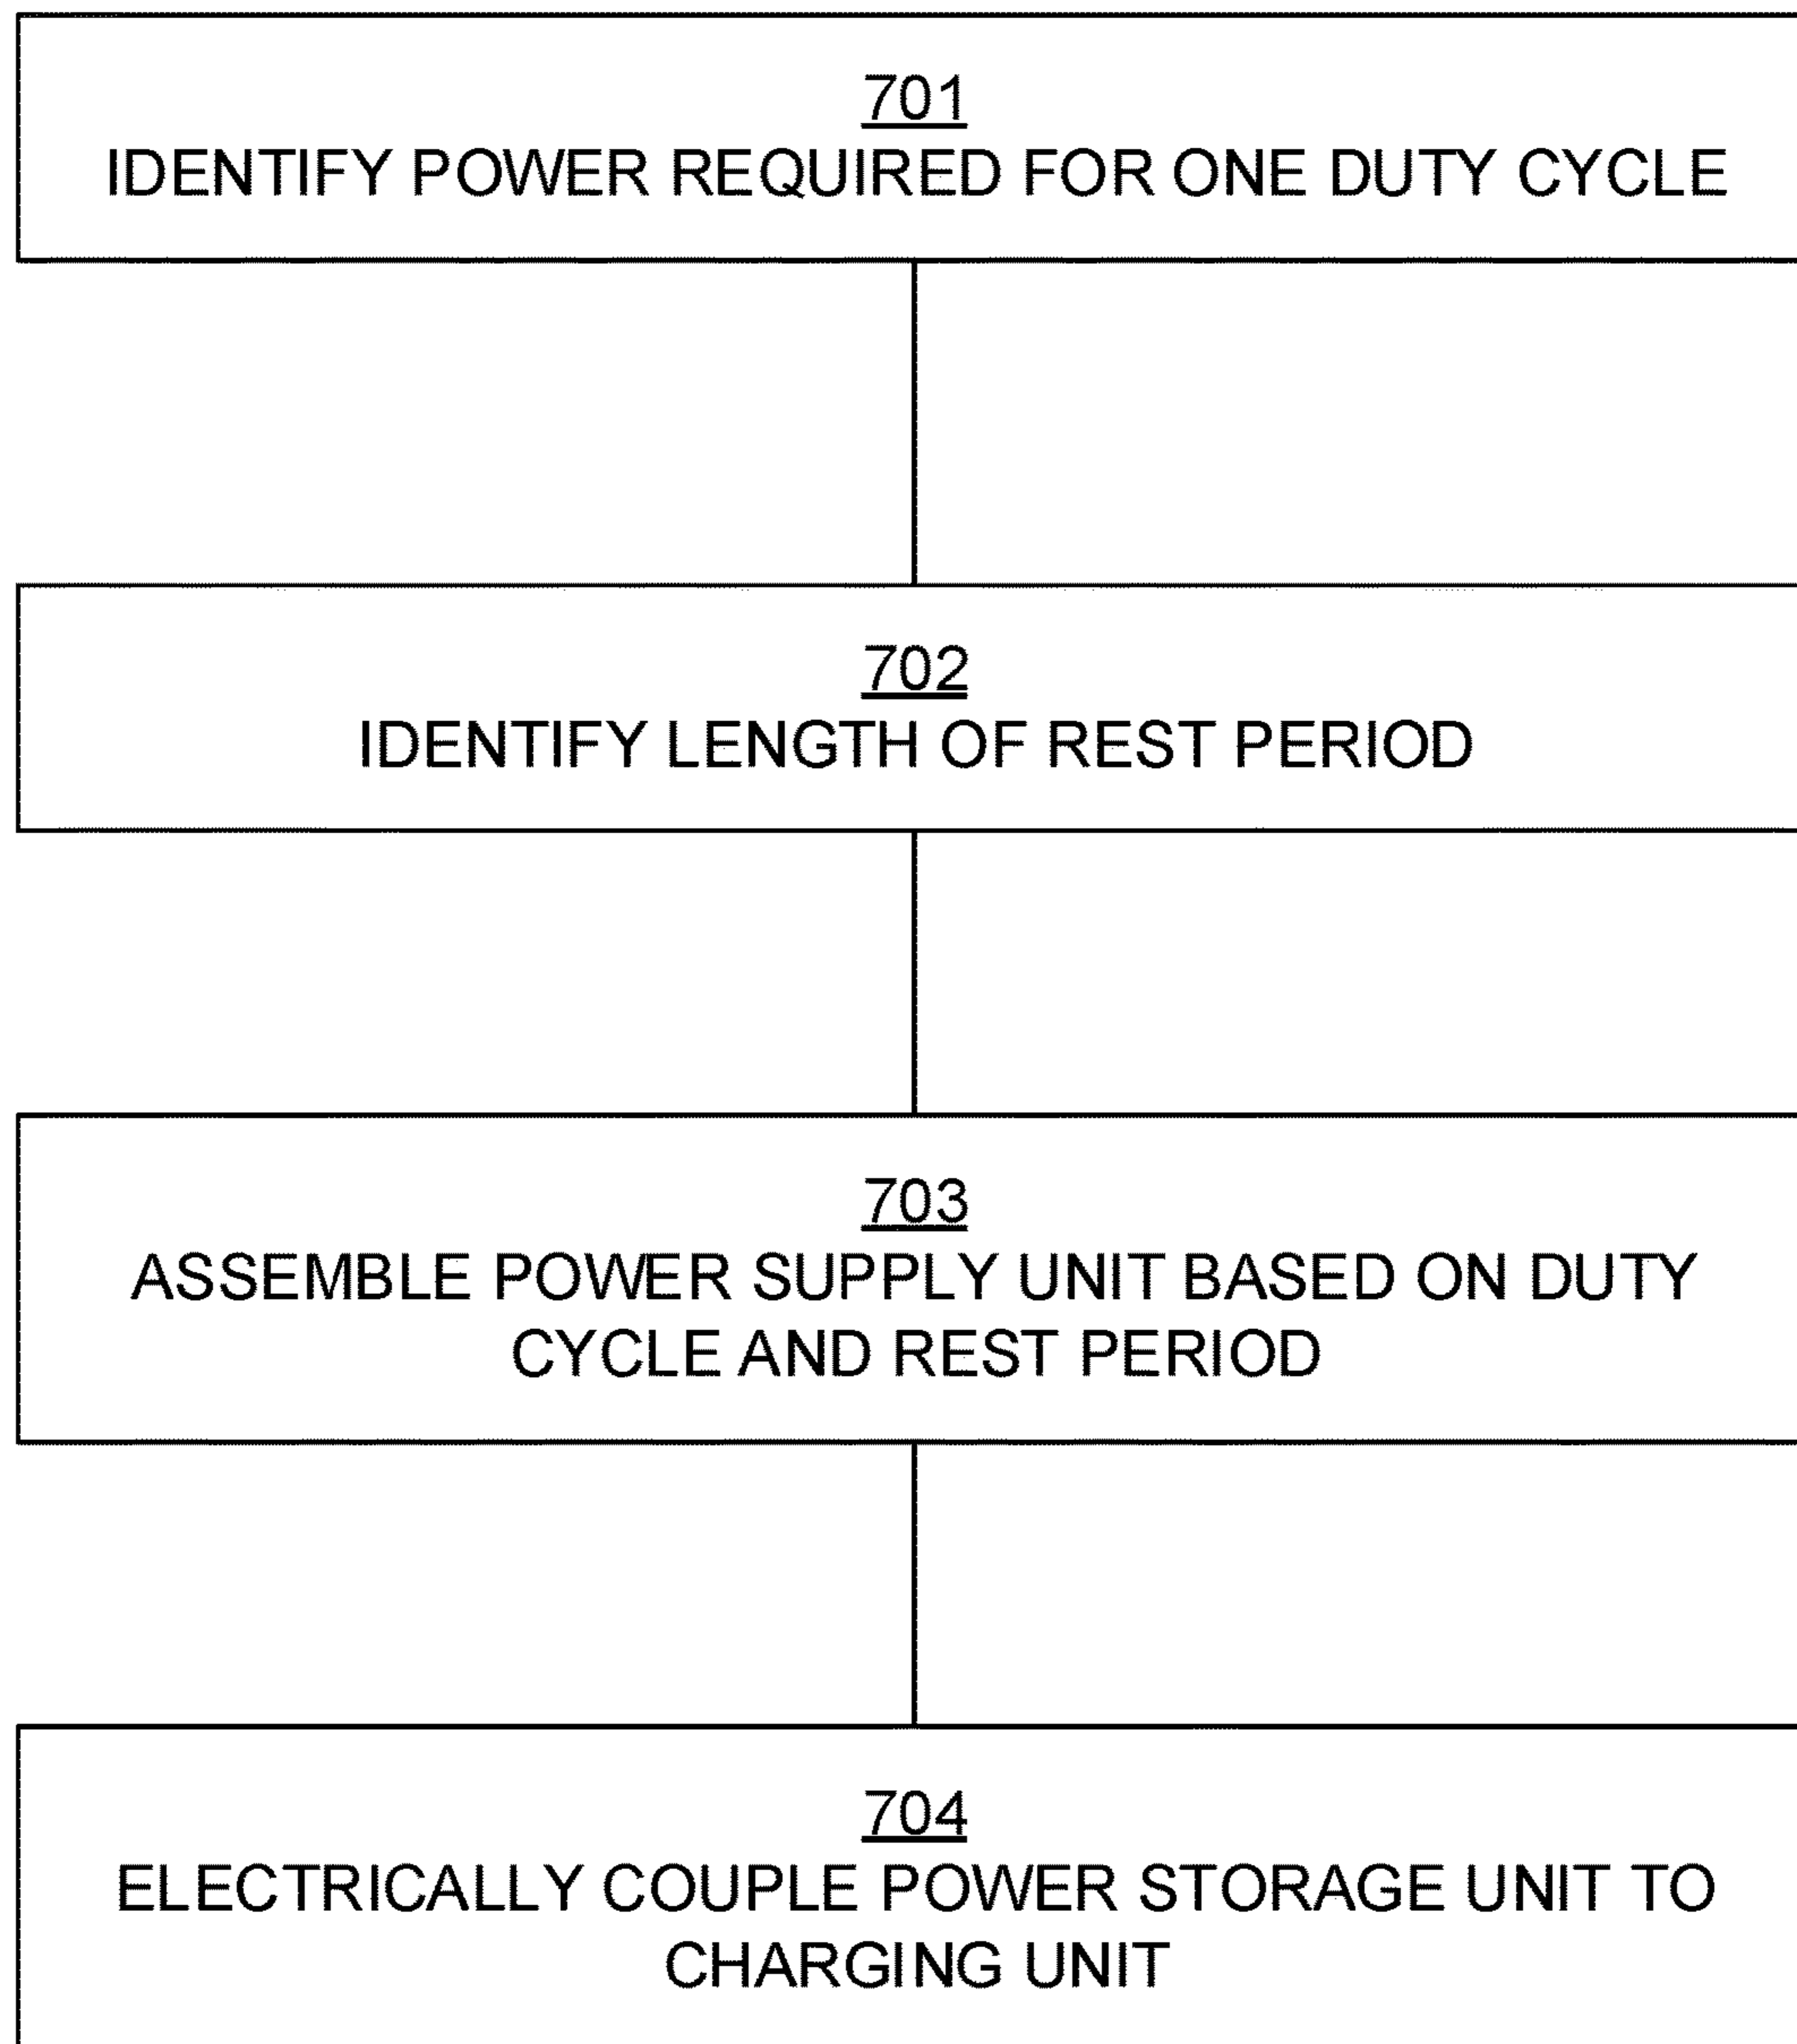 701
IDENTIFY POWER REQUIRED FOR ONE DUTY CYCLE
702
IDENTIFY LENGTH OF REST PERIOD
703
ASSEMBLE POWER SUPPLY UNIT BASED ON DUTY
CYCLE AND REST PERIOD
704
ELECTRICALLY COUPLE POWER STORAGE UNIT TO
CHARGING UNIT